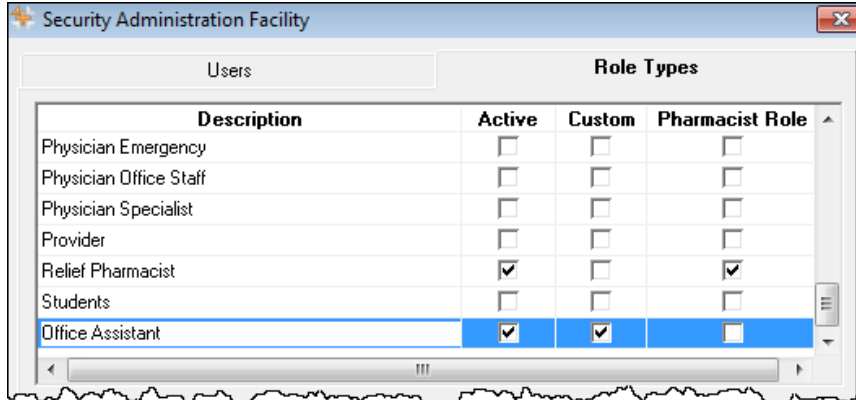 Security Administration Facility
Users Role Types
Description Active Custom Pharmacist Role
Physician Emergency
Physician Office Staff
Physician Specialist
Provider
Relief Pharmacist
Students
Office Assistant